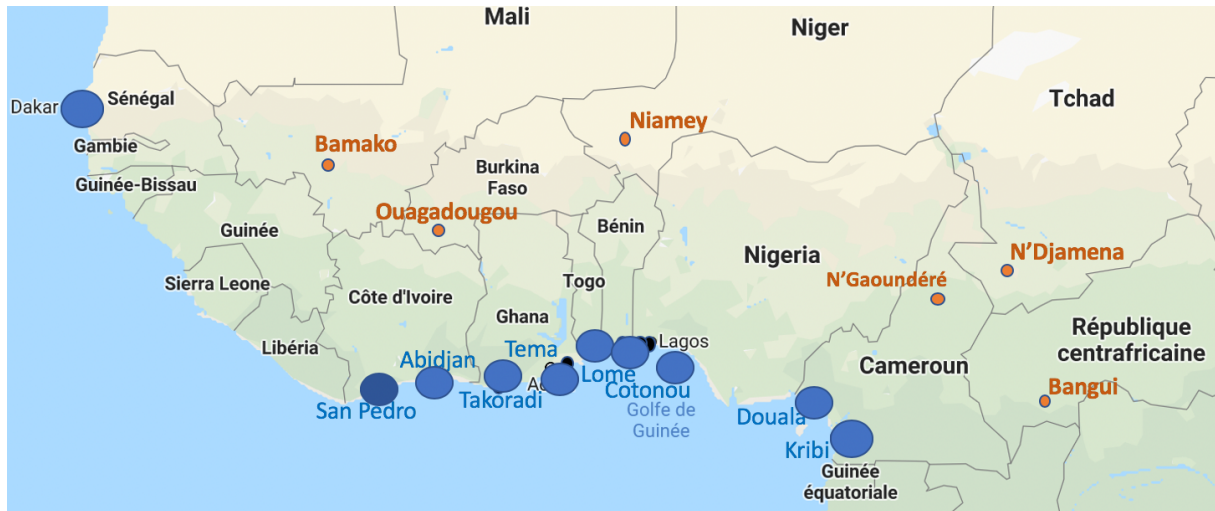 Mali
Niger
Tchad
Dakar
Sénégal
Gambie
Bamako
Niamey
Burkina
Faso
Guinée-Bissau
Ouagadougou
Bénin
Guinée
Nigeria
N'Djamena
Sierra Leone
Côte d'Ivoire
Togo
N'Gaoundéré
Ghana
République
centrafricaine
Libéria
Abidjan
Tema
Lagos
Lome
Cameroun
San Pedro
Takoradi
Cotonou
Bangui
Golfe de
Guinée
Douala
Kribi
Guinée
équatoriale